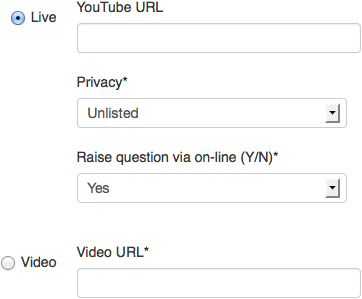 YouTube URL
Live
Privacy*
Unlisted
Raise question via on-line (Y/N)*
Yes
Video URL*
Video